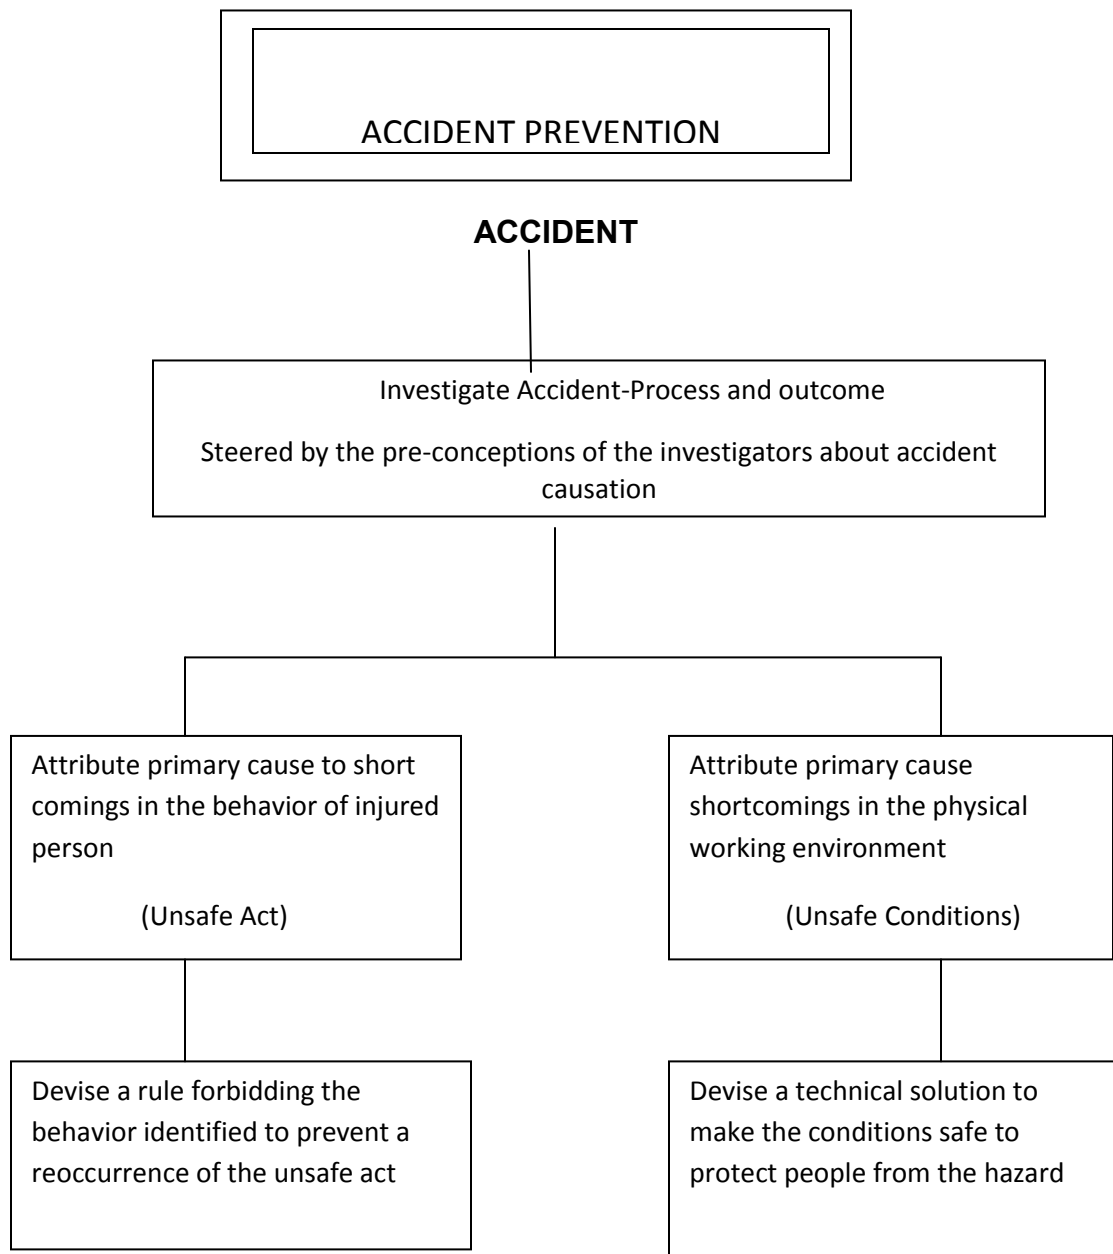 ACCIDENT PREVENTION
ACCIDENT
Investigate Accident-Process and outcome
Steered by the pre-conceptions of the investigators about accident
causation
Attribute primary cause to short
comings in the behavior of injured
person
(Unsafe Act)
Attribute primary cause
shortcomings in the physical
working environment
(Unsafe Conditions)
Devise a rule forbidding the
behavior identified to prevent a
reoccurrence of the unsafe act
Devise a technical solution to
make the conditions safe to
protect people from the hazard